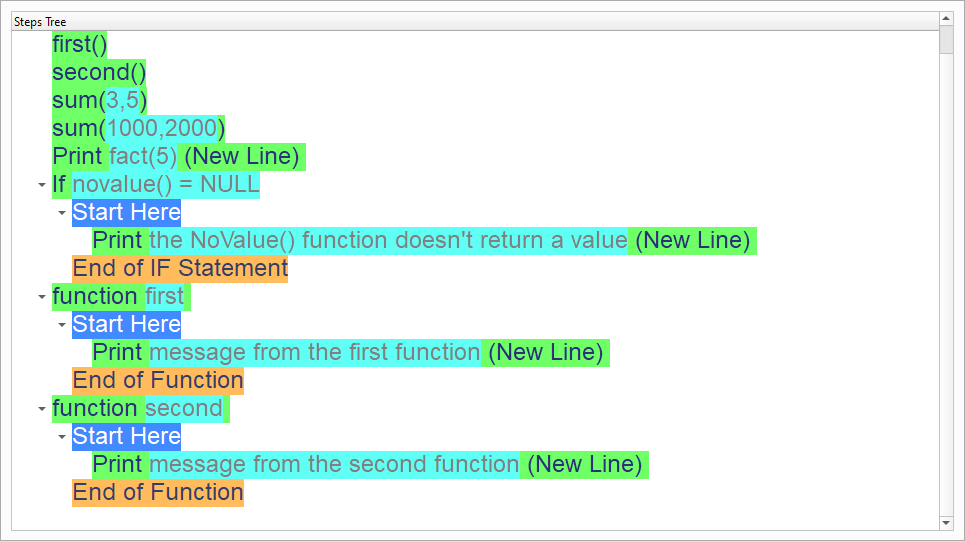 Steps Tree
first()
second()
sum(3,5)
sum(1000,2000)
Print fact(5) (New Line)
If novalue() = NULL
Start Here
Print the NoValue() function doesn't return a value (New Line)
End of IF Statement
function first
Start Here
Print message from the first function (New Line)
End of Function
function second
Start Here
Print message from the second function (New Line)
End of Function